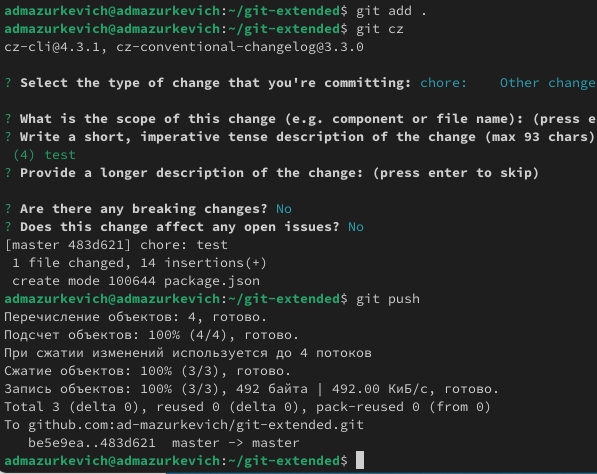 admazurkevich@admazurkevich:~/git-extended$ git add .
admazurkevich@admazurkevich:~/git-extended$ git cz
cz-cli@4.3.1, cz-conventional-changelog@3.3.0
? Select the type of change that you're committing: chore:    Other change
? What is the scope of this change (e.g. component or file name): (press e
? Write a short, imperative tense description of the change (max 93 chars)
(4) test
? Provide a longer description of the change: (press enter to skip)
? Are there any breaking changes? No
? Does this change affect any open issues? No
[master 483d621] chore: test
1 file changed, 14 insertions(+)
create mode 100644 package.json
admazurkevich@admazurkevich:~/git-extended$ git push
Перечисление объектов: 4, готово.
Подсчет объектов: 100% (4/4), готово.
При сжатии изменений используется до 4 потоков
Сжатие объектов: 100% (3/3), готово.
Запись объектов: 100% (3/3), 492 байта | 492.00 КиБ/с, готово.
Total 3 (delta 0), reused 0 (delta 0), pack-reused 0 (from 0)
To github.com:ad-mazurkevich/git-extended.git
be5e9ea..483d621  master -> master
admazurkevich@admazurkevich:~/git-extended$